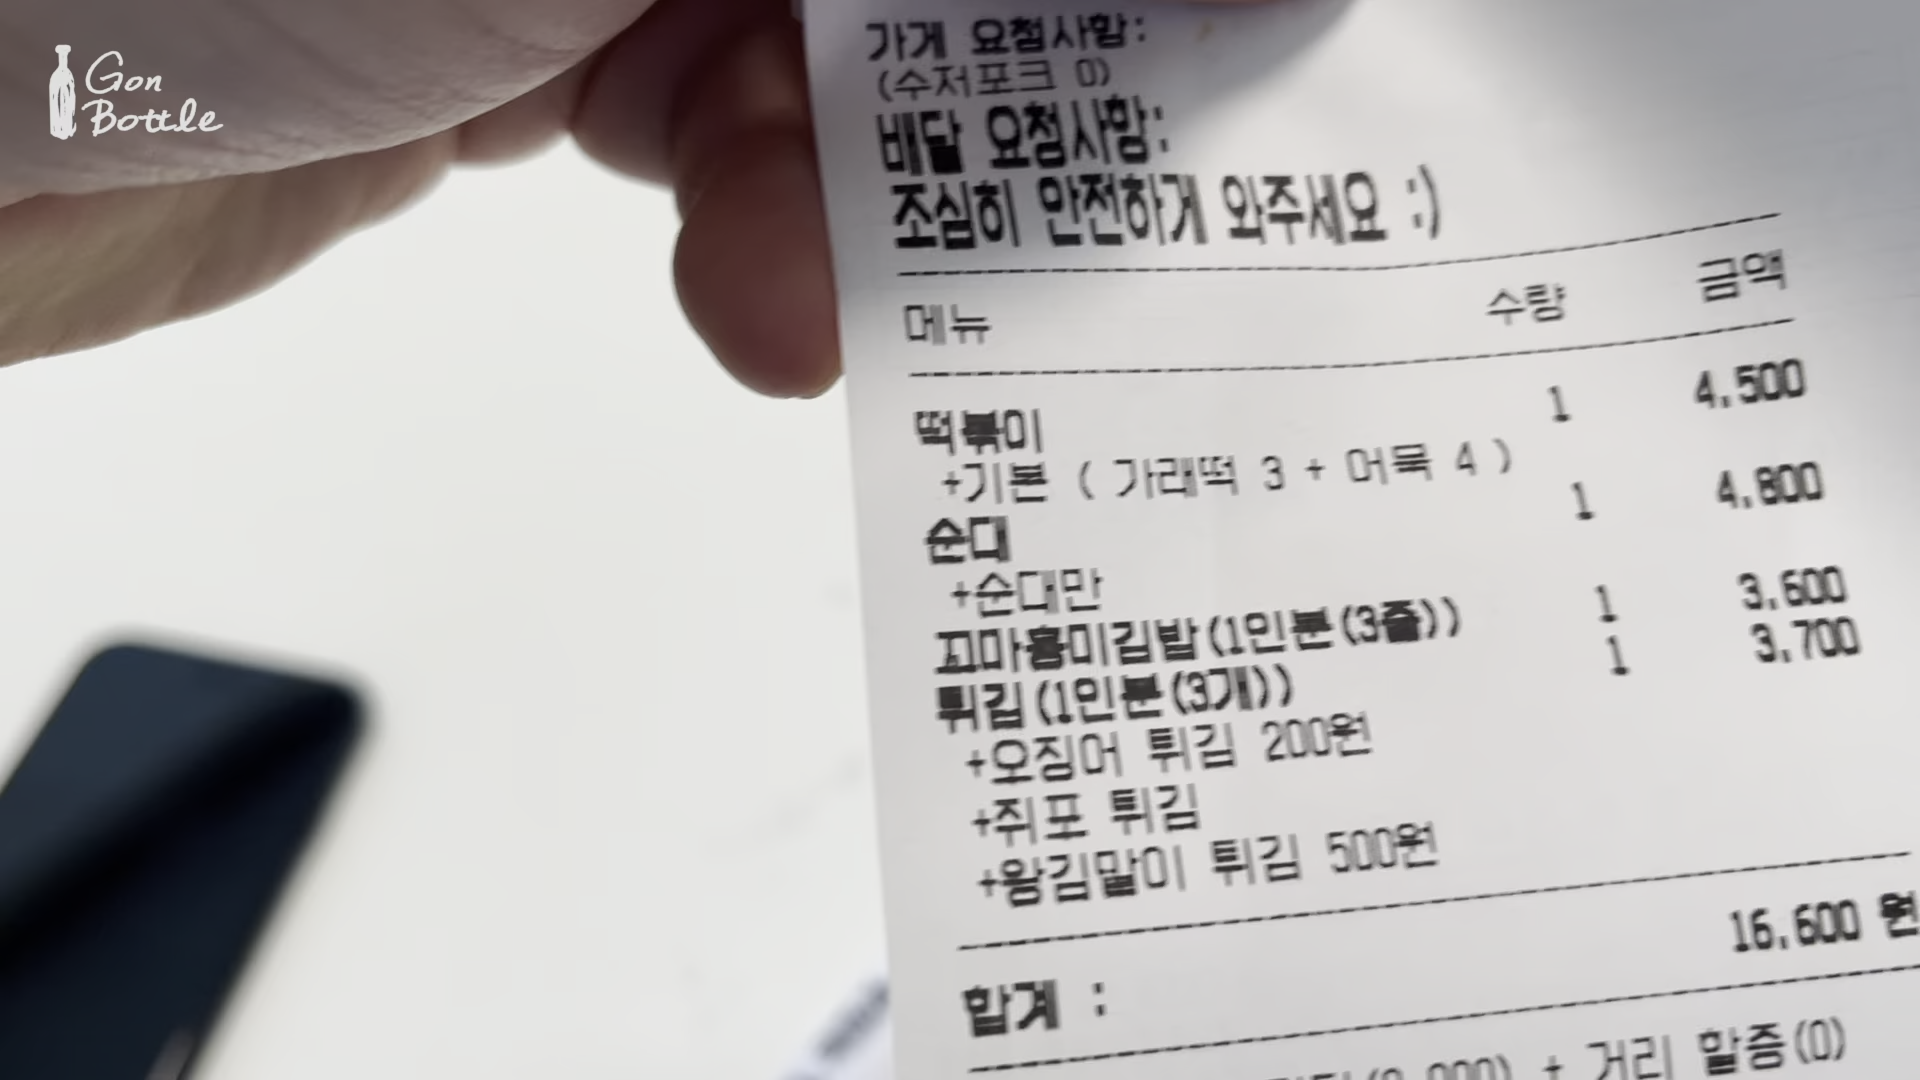 Gon
Bottle
가게 요청사항:
(수저포크 O)
배달 요청사항:
조심히 안전하게 와주세요 :)
메뉴 수량 금액
떡볶이 1 4,500
+기본 ( 가래떡 3 + 어묵 4 )
순대 1 4,800
+순대만
꼬마흑미김밥(1인분(3줄)) 1 3,600
튀김(1인분(3개)) 1 3,700
+오징어 튀김 200원
+쥐포 튀김
+왕김말이 튀김 500원
합계 : 16,600 원
+ 거리 할증(0)